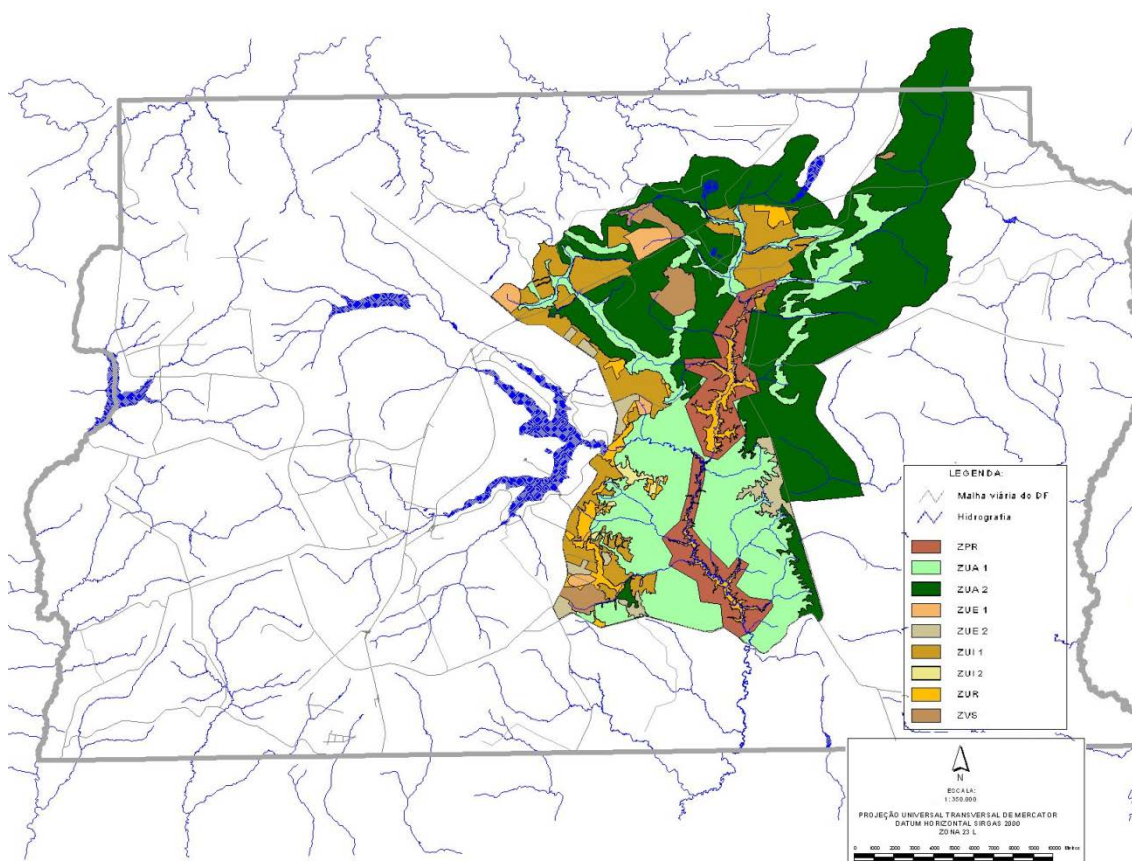 LEGENDA:
Malha viária do DF
Hidrografia
ZPR
ZUA 1
ZUA 2
ZUE 1
ZUE 2
ZUI 1
ZUI 2
ZUR
ZVS
N
ESCALA:
1:350.000
PROJEÇÃO UNIVERSAL TRANSVERSAL DE MERCATOR
DATUM HORIZONTAL SIRGAS 2000
ZONA 23 L